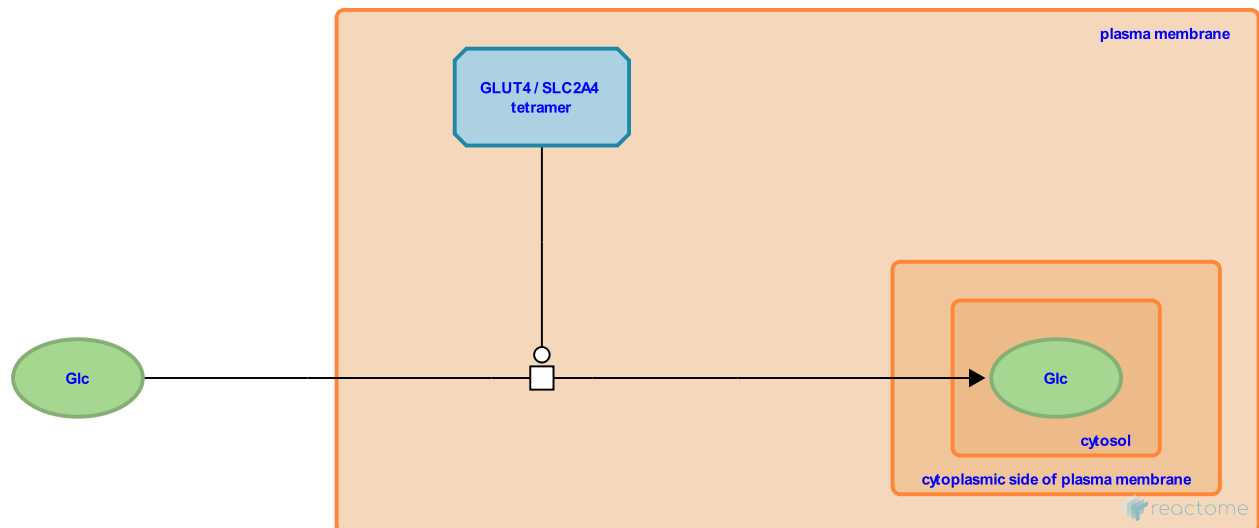 plasma membrane
GLUT4 / SLC2A4
tetramer
Glc
Glc
cytosol
cytoplasmic side of plasma membrane
reactome